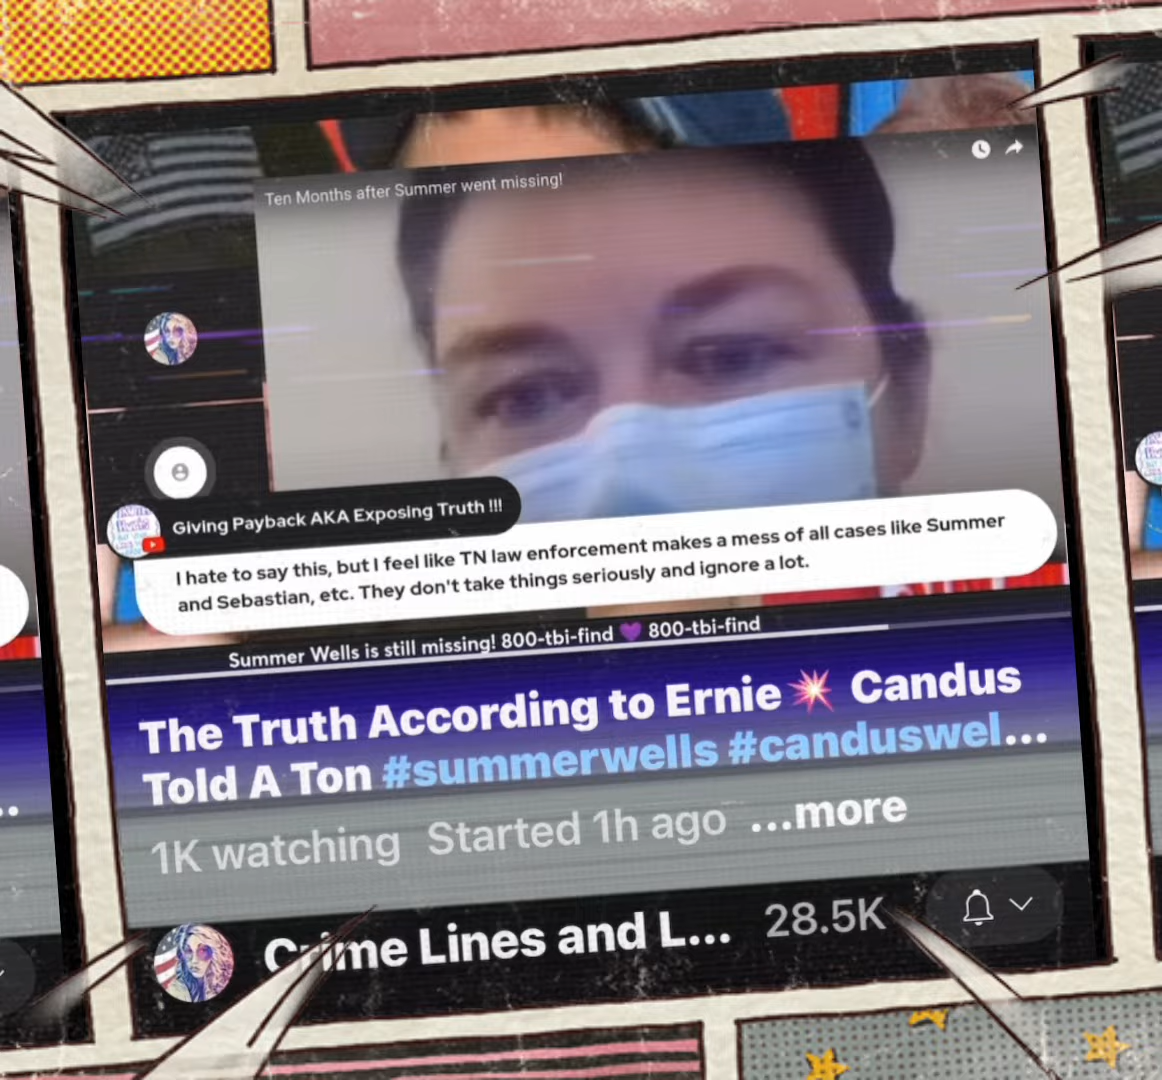 Ten Months after Summer went missing!
Giving Payback AKA Exposing Truth !!!
I hate to say this, but I feel like TN law enforcement makes a mess of all cases like Summer
and Sebastian, etc. They don't take things seriously and ignore a lot.
Summer Wells is still missing! 800-tbi-find 💜 800-tbi-find
The Truth According to Ernie💥 Candus
Told A Ton #summerwells #canduswel...
1K watching Started 1h ago ...more
Crime Lines and L... 28.5K